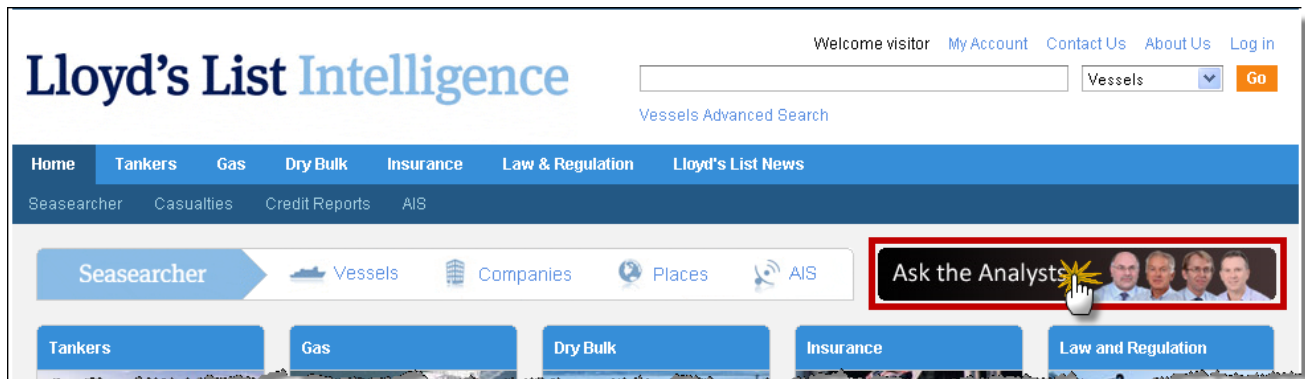 Welcome visitor My Account Contact Us About Us Log in
Lloyd's List Intelligence
Vessels Go
Vessels Advanced Search
Home Tankers Gas Dry Bulk Insurance Law & Regulation Lloyd's List News
Seasearcher Casualties Credit Reports AIS
Seasearcher Vessels Companies Places AIS Ask the Analysts
Tankers Gas Dry Bulk Insurance Law and Regulation